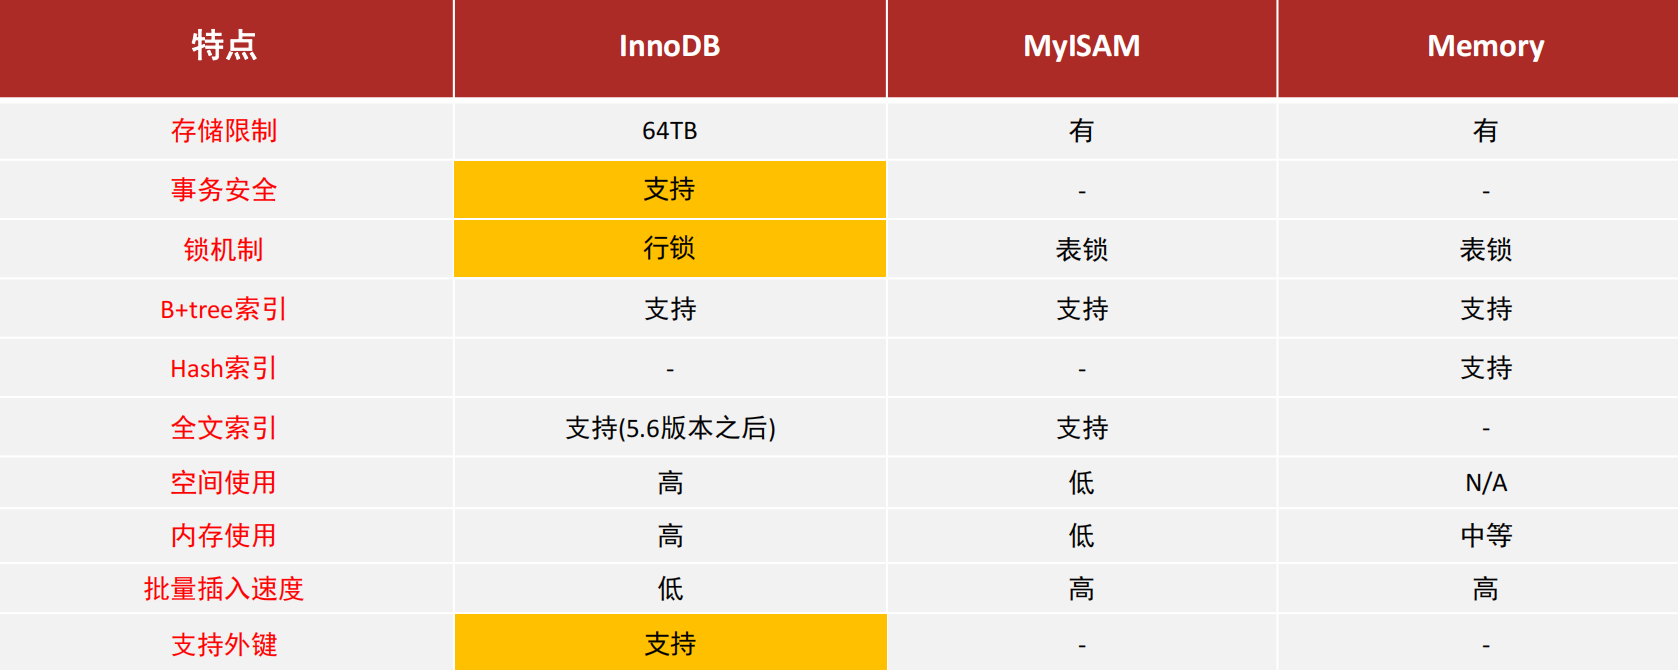 特点 InnoDB MyISAM Memory
存储限制 64TB 有 有
事务安全 支持 - -
锁机制 行锁 表锁 表锁
B+tree索引 支持 支持 支持
Hash索引 - - 支持
全文索引 支持(5.6版本之后) 支持 -
空间使用 高 低 N/A
内存使用 高 低 中等
批量插入速度 低 高 高
支持外键 支持 - -